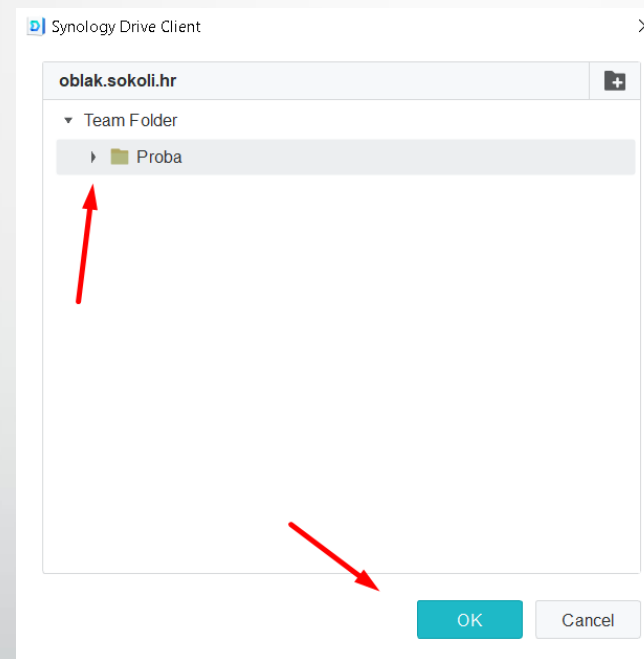 Synology Drive Client
oblak.sokoli.hr
Team Folder
Proba
OK Cancel